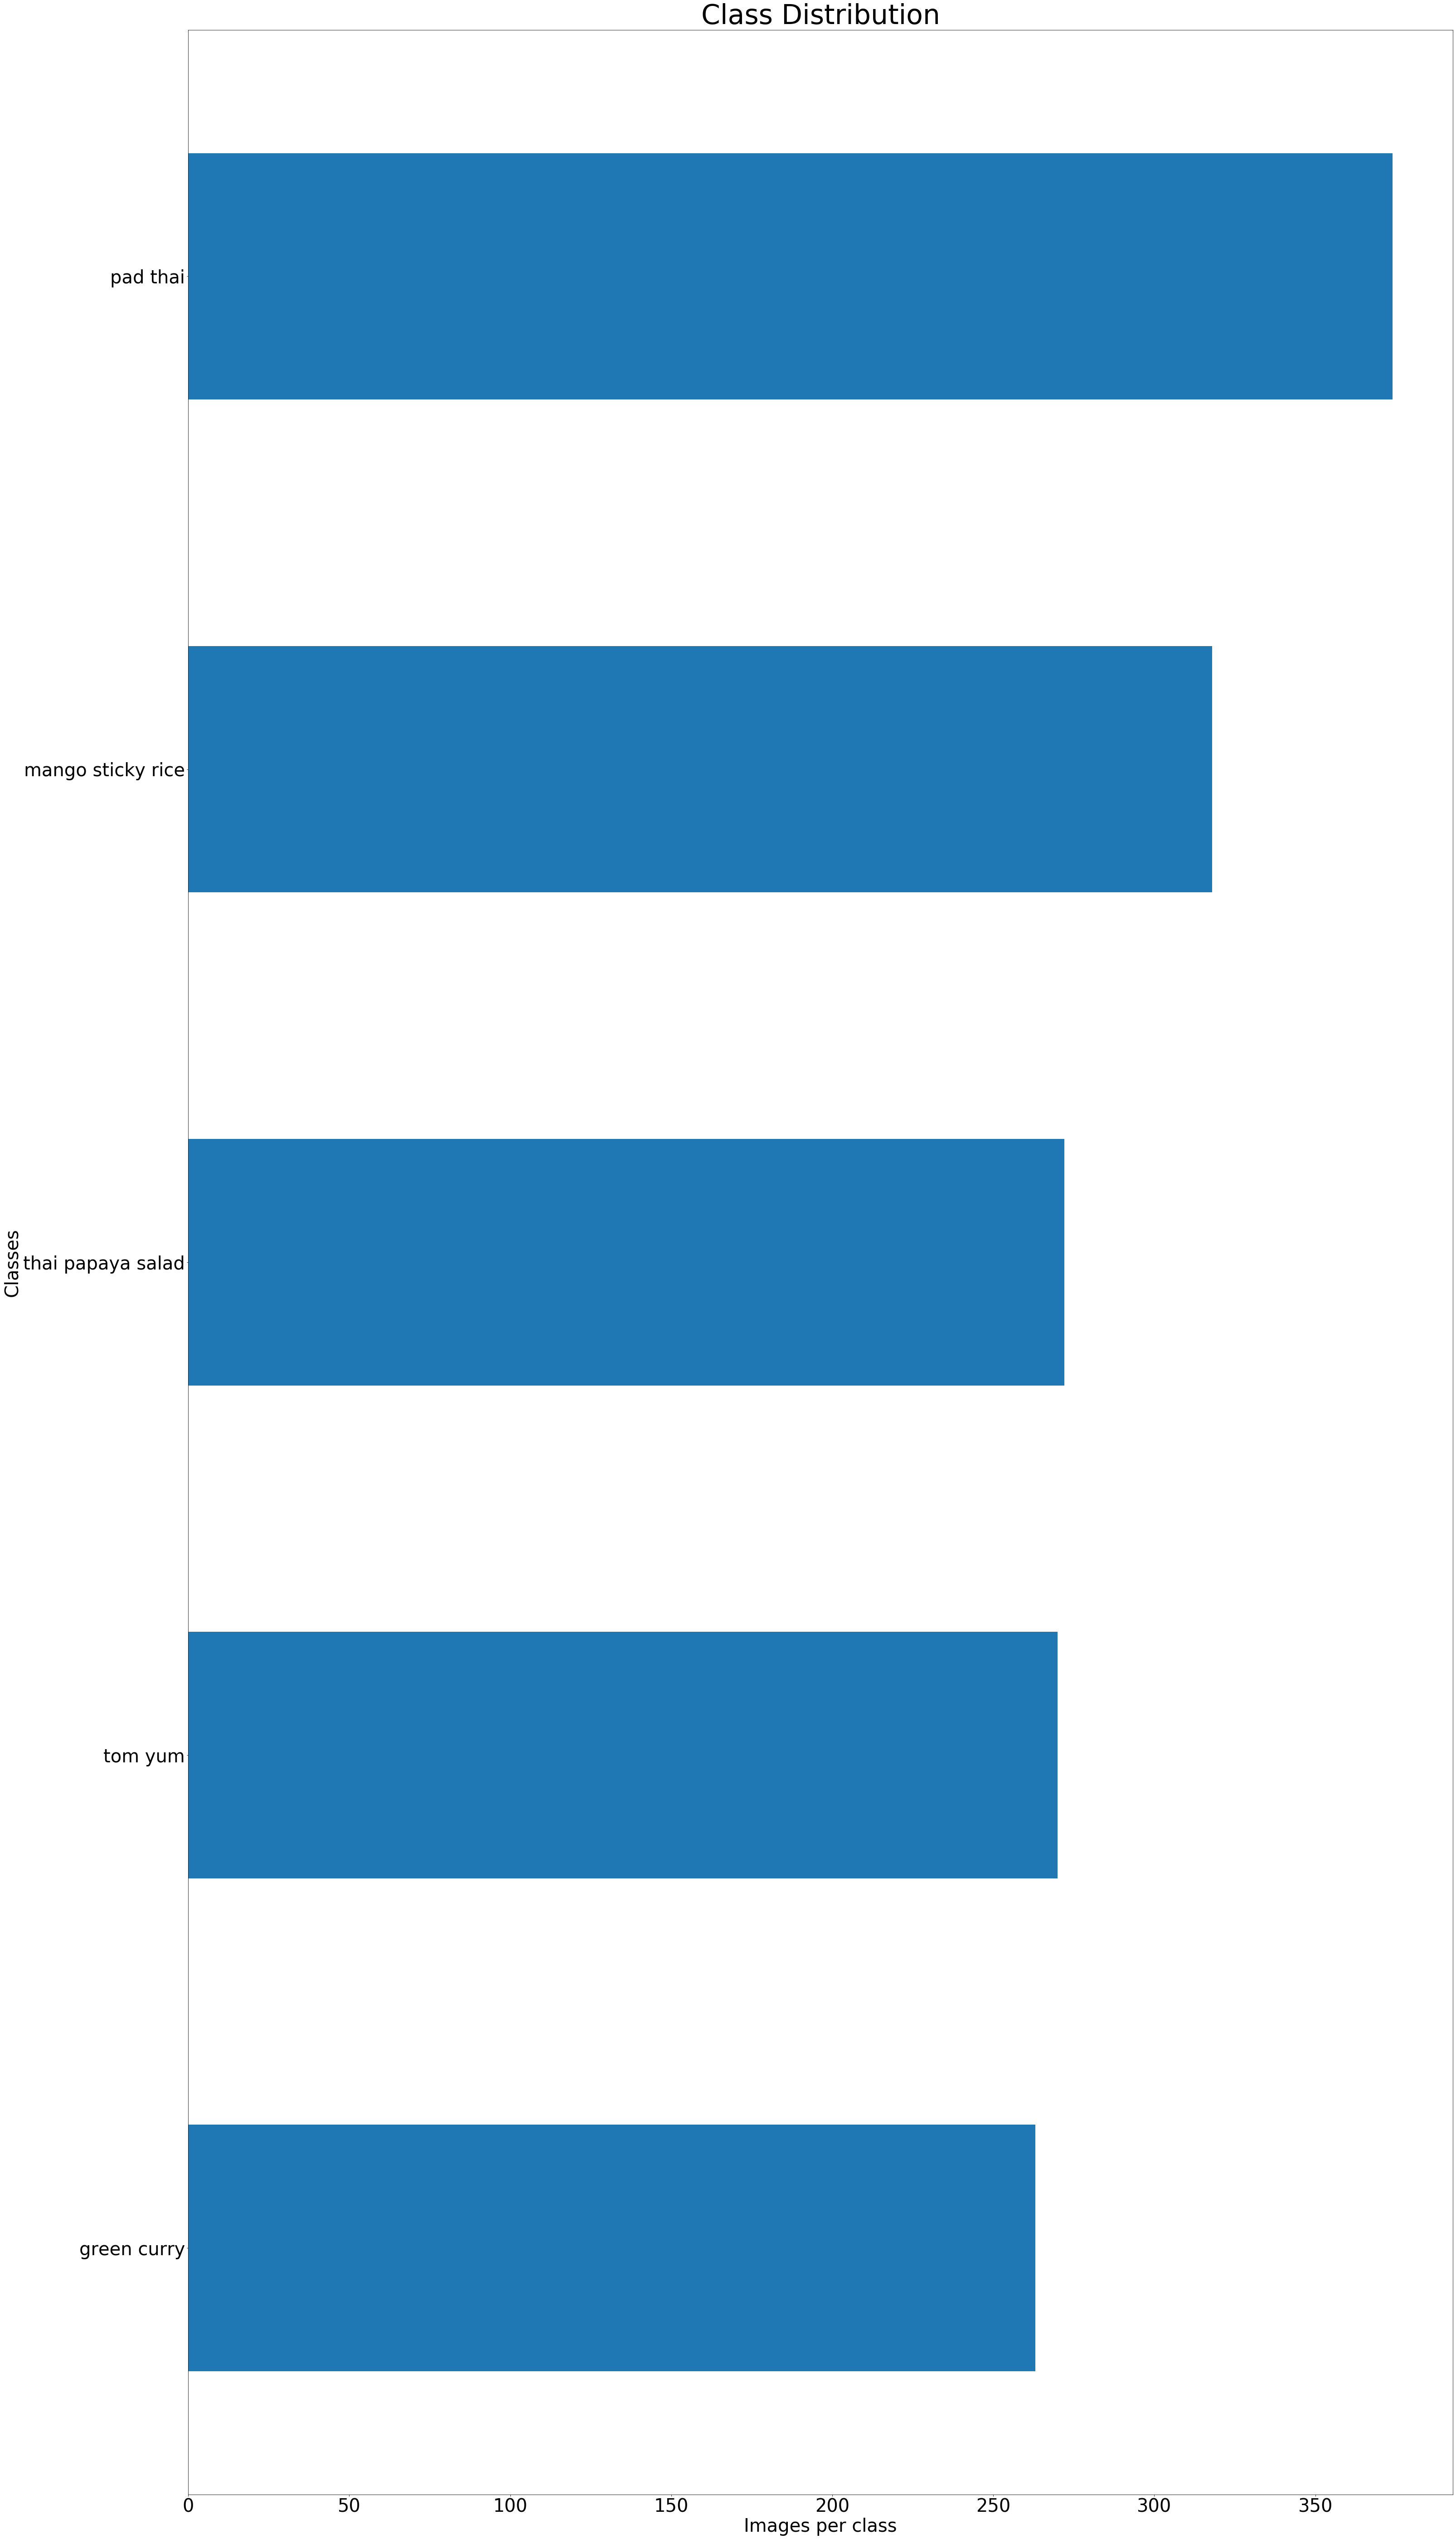 Class Distribution
pad thai
mango sticky rice
thai papaya salad
tom yum
green curry
Classes
0 50 100 150 200 250 300 350
Images per class